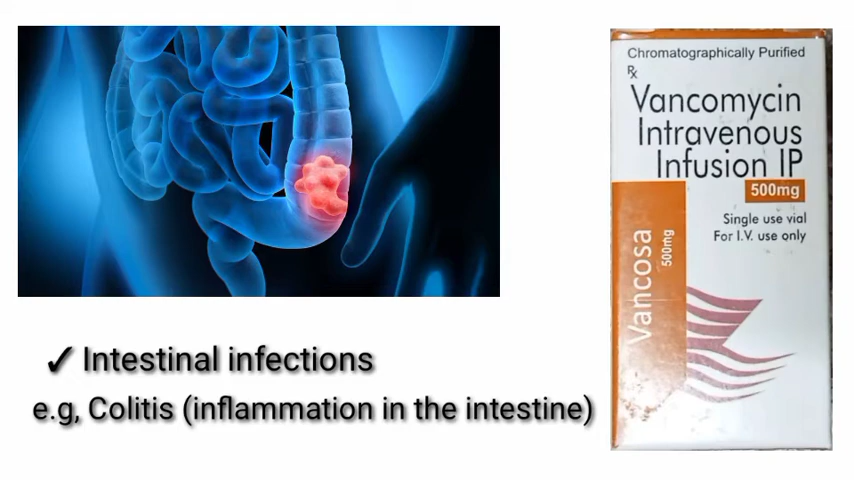 Chromatographically Purified
Rx
Vancomycin
Intravenous
Infusion IP
500mg
Single use vial
For I.V. use only
Vancosa
500mg
✓ Intestinal infections
e.g, Colitis (inflammation in the intestine)